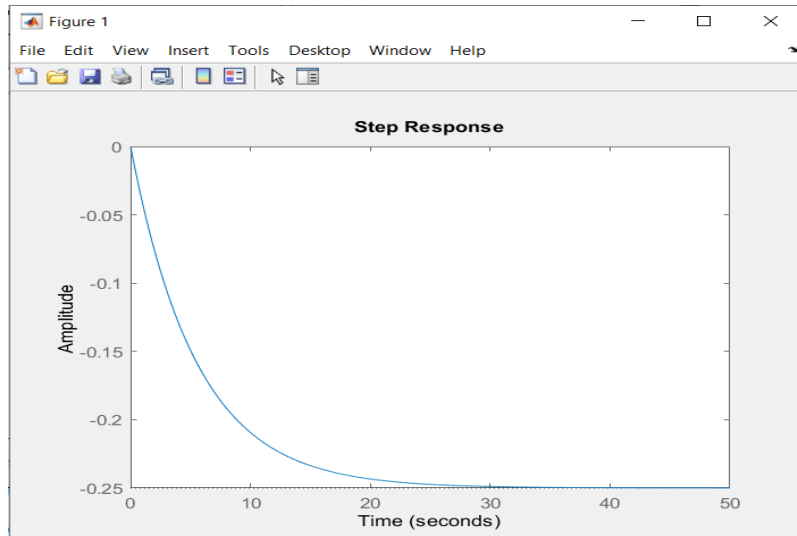 Figure 1
File Edit View Insert Tools Desktop Window Help
Step Response
0
-0.05
-0.1
-0.15
-0.2
-0.25
Amplitude
0 10 20 30 40 50
Time (seconds)